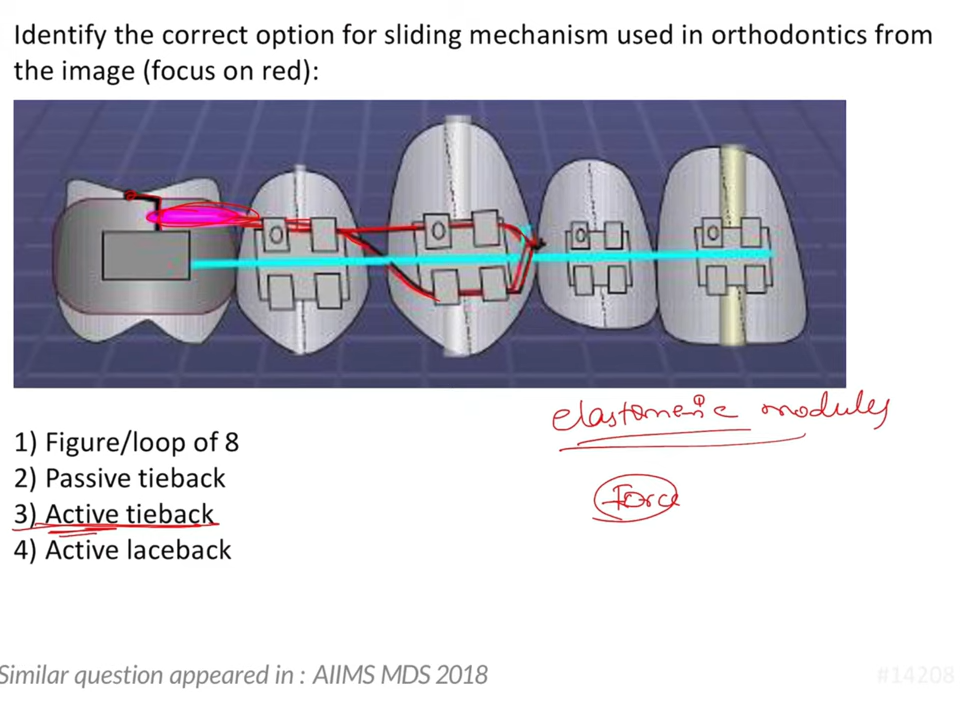 Identify the correct option for sliding mechanism used in orthodontics from
the image (focus on red):
1) Figure/loop of 8
2) Passive tieback
3) Active tieback
4) Active laceback
elastomeric modules
Force
Similar question appeared in : AIIMS MDS 2018
#14208